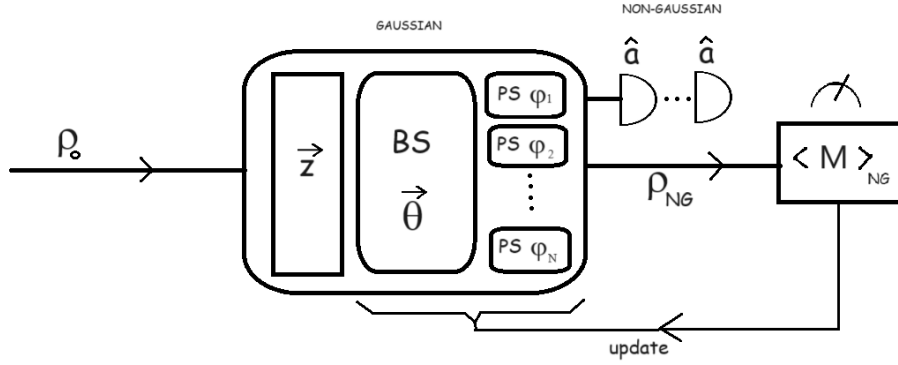 GAUSSIAN
NON-GAUSSIAN
â â
ρ₀
z⃗
BS
θ⃗
PS φ₁
PS φ₂
PS φ_N
ρ_NG
< M >_NG
update